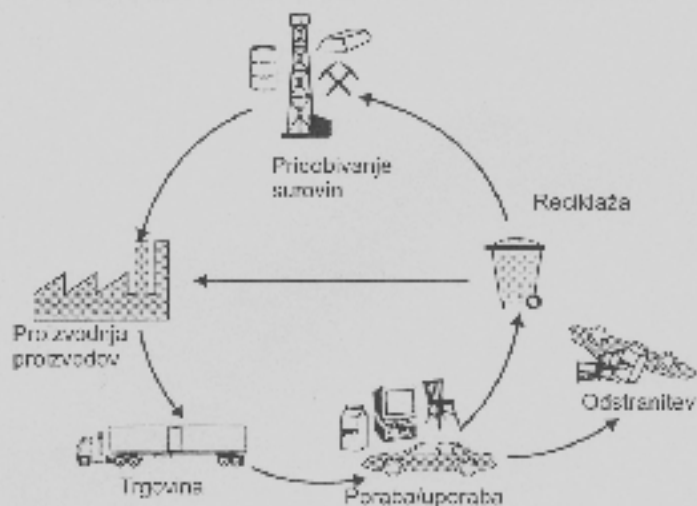 Pridobivanje
surovin
Reciklaža
Proizvodnja
proizvodov
Odstranitev
Trgovina
Poraba/uporaba